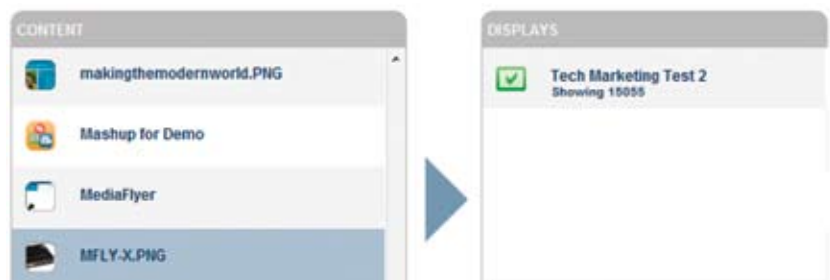 CONTENT
makingthemodernworld.PNG
Mashup for Demo
MediaFlyer
MFLY-X.PNG
DISPLAYS
Tech Marketing Test 2
Showing 15055